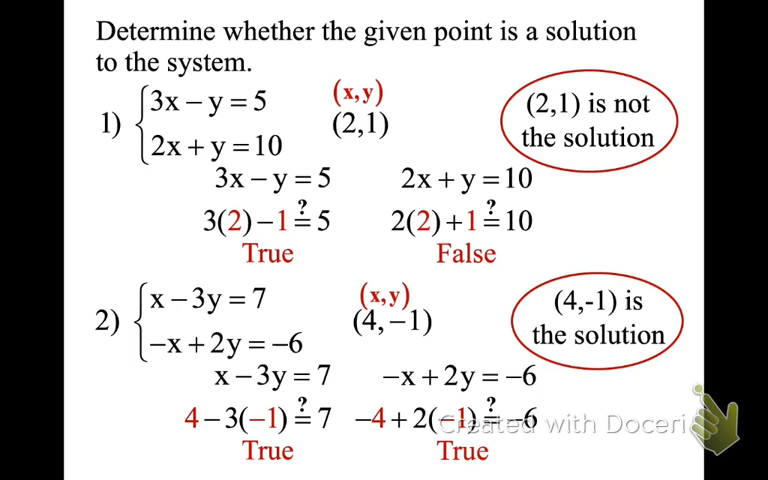 Determine whether the given point is a solution
to the system.
1) {3x − y = 5
2x + y = 10
(x,y)
(2,1)
(2,1) is not
the solution
3x − y = 5
2x + y = 10
3(2) − 1 ≟ 5
2(2) + 1 ≟ 10
True
False
2) {x − 3y = 7
−x + 2y = −6
(x,y)
(4,−1)
(4,-1) is
the solution
x − 3y = 7
−x + 2y = −6
4 − 3(−1) ≟ 7
−4 + 2(−1) ≟ −6
True
True
Created with Doceri